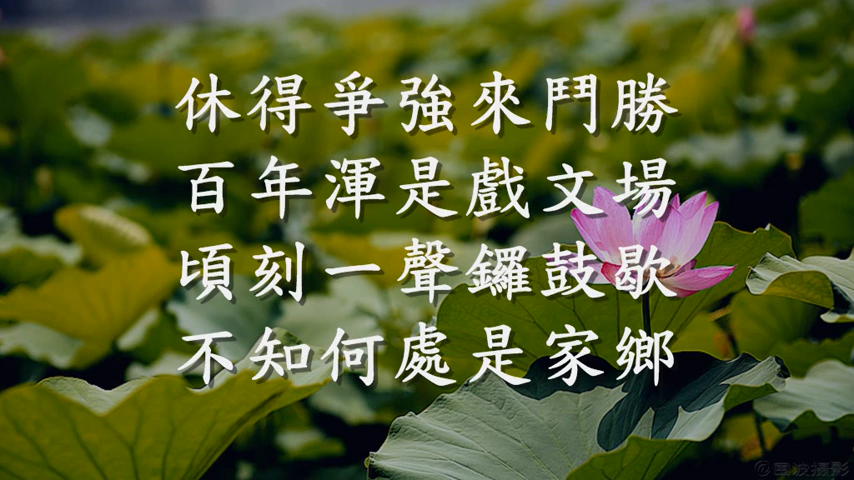 休得爭強來鬥勝
百年渾是戲文場
頃刻一聲鑼鼓歇
不知何處是家鄉